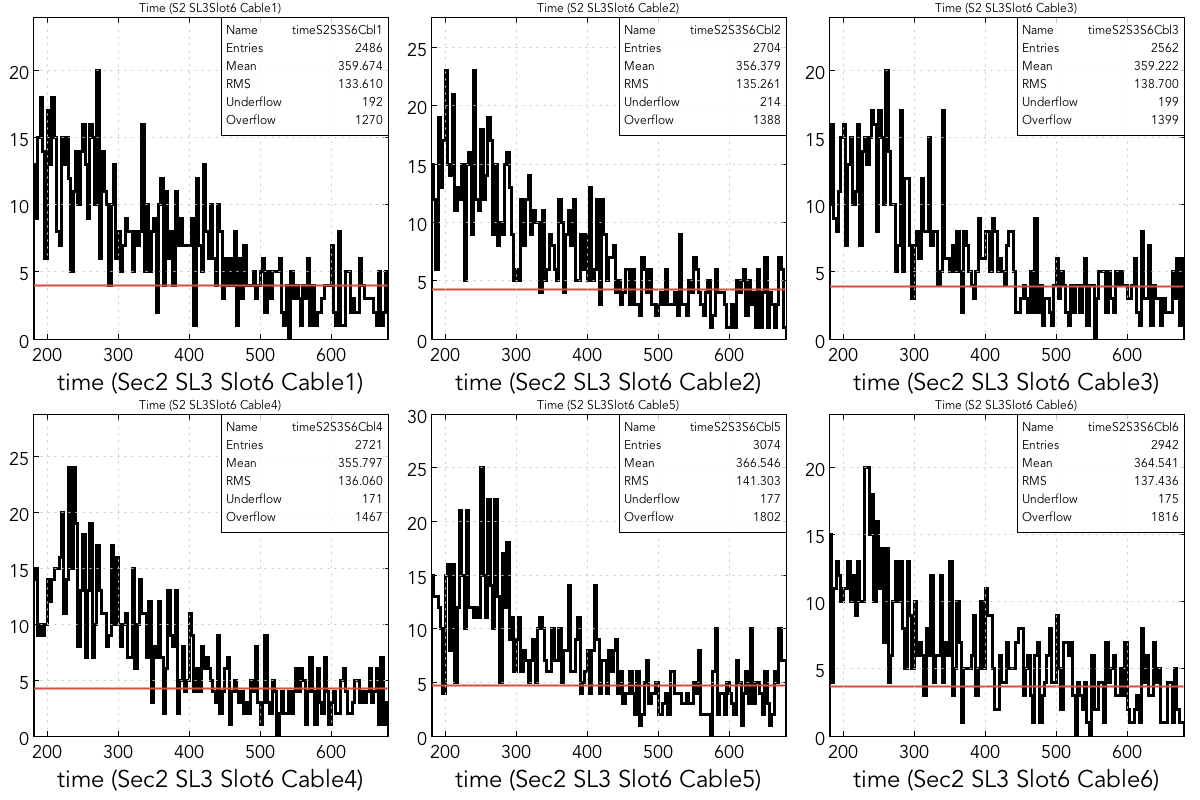 Time (S2 SL3Slot6 Cable1)
Name timeS2S3S6Cbl1
Entries 2486
Mean 359.674
RMS 133.610
Underflow 192
Overflow 1270
20
15
10
5
0
200 300 400 500 600
time (Sec2 SL3 Slot6 Cable1)
Time (S2 SL3Slot6 Cable2)
Name timeS2S3S6Cbl2
Entries 2704
Mean 356.379
RMS 135.261
Underflow 214
Overflow 1388
25
20
15
10
5
0
200 300 400 500 600
time (Sec2 SL3 Slot6 Cable2)
Time (S2 SL3Slot6 Cable3)
Name timeS2S3S6Cbl3
Entries 2562
Mean 359.222
RMS 138.700
Underflow 199
Overflow 1399
20
15
10
5
0
200 300 400 500 600
time (Sec2 SL3 Slot6 Cable3)
Time (S2 SL3Slot6 Cable4)
Name timeS2S3S6Cbl4
Entries 2721
Mean 355.797
RMS 136.060
Underflow 171
Overflow 1467
25
20
15
10
5
0
200 300 400 500 600
time (Sec2 SL3 Slot6 Cable4)
Time (S2 SL3Slot6 Cable5)
Name timeS2S3S6Cbl5
Entries 3074
Mean 366.546
RMS 141.303
Underflow 177
Overflow 1802
30
25
20
15
10
5
0
200 300 400 500 600
time (Sec2 SL3 Slot6 Cable5)
Time (S2 SL3Slot6 Cable6)
Name timeS2S3S6Cbl6
Entries 2942
Mean 364.541
RMS 137.436
Underflow 175
Overflow 1816
20
15
10
5
0
200 300 400 500 600
time (Sec2 SL3 Slot6 Cable6)